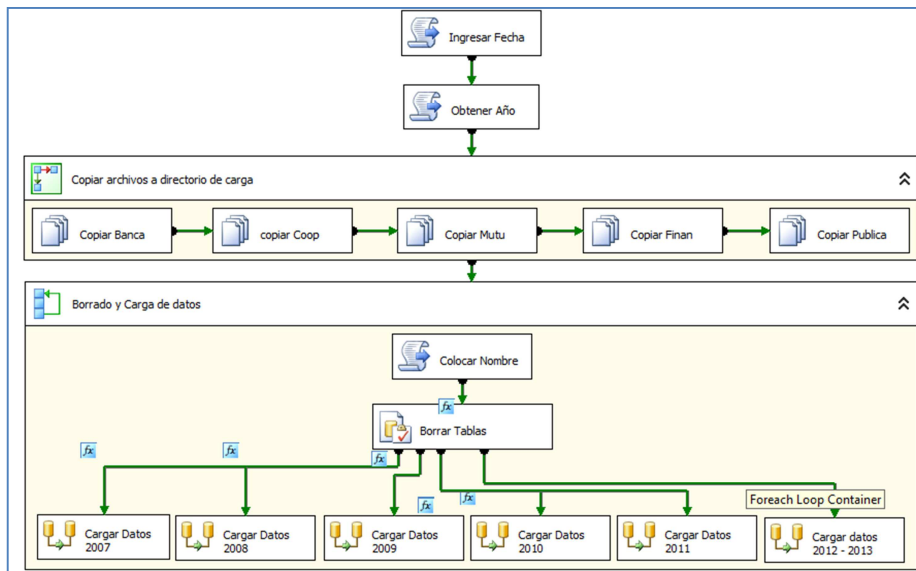 Ingresar Fecha
Obtener Año
Copiar archivos a directorio de carga
Copiar Banca
copiar Coop
Copiar Mutu
Copiar Finan
Copiar Publica
Borrado y Carga de datos
Colocar Nombre
fx
Borrar Tablas
fx
fx
fx
fx
fx
Foreach Loop Container
Cargar Datos
2007
Cargar Datos
2008
Cargar Datos
2009
Cargar Datos
2010
Cargar Datos
2011
Cargar datos
2012 - 2013